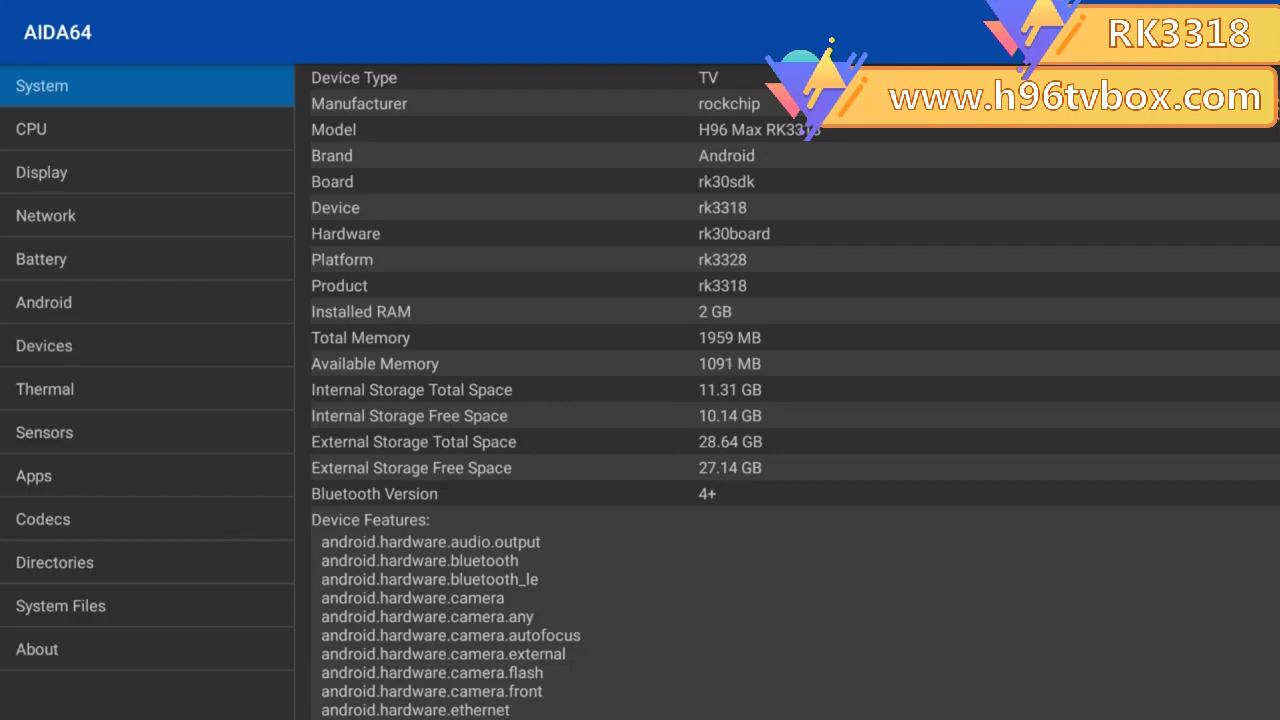 AIDA64
RK3318
www.h96tvbox.com
System
CPU
Display
Network
Battery
Android
Devices
Thermal
Sensors
Apps
Codecs
Directories
System Files
About
Device Type TV
Manufacturer rockchip
Model H96 Max RK3318
Brand Android
Board rk30sdk
Device rk3318
Hardware rk30board
Platform rk3328
Product rk3318
Installed RAM 2 GB
Total Memory 1959 MB
Available Memory 1091 MB
Internal Storage Total Space 11.31 GB
Internal Storage Free Space 10.14 GB
External Storage Total Space 28.64 GB
External Storage Free Space 27.14 GB
Bluetooth Version 4+
Device Features:
android.hardware.audio.output
android.hardware.bluetooth
android.hardware.bluetooth_le
android.hardware.camera
android.hardware.camera.any
android.hardware.camera.autofocus
android.hardware.camera.external
android.hardware.camera.flash
android.hardware.camera.front
android.hardware.ethernet